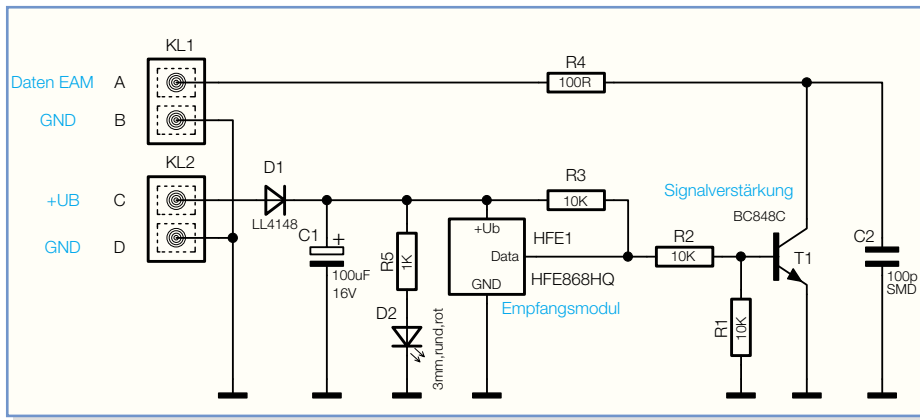 KL1
Daten EAM A
GND B
R4
100R
KL2
+UB C
GND D
D1
LL4148
C1
+
100uF
16V
R5
1K
D2
3mm,rund,rot
+Ub
Data
GND
HFE1
HFE868HQ
Empfangsmodul
R3
10K
R2
10K
R1
10K
Signalverstärkung
BC848C
T1
C2
100p
SMD